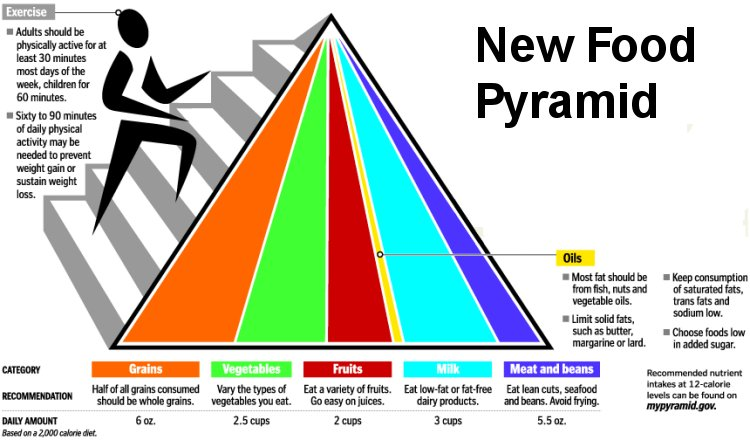 Exercise
Adults should be
physically active for at
least 30 minutes
most days of the
week, children for
60 minutes.
Sixty to 90 minutes
of daily physical
activity may be
needed to prevent
weight gain or
sustain weight
loss.
New Food
Pyramid
Oils
Most fat should be
from fish, nuts and
vegetable oils.
Limit solid fats,
such as butter,
margarine or lard.
Keep consumption
of saturated fats,
trans fats and
sodium low.
Choose foods low
in added sugar.
CATEGORY Grains Vegetables Fruits Milk Meat and beans
RECOMMENDATION Half of all grains consumed Vary the types of Eat a variety of fruits. Eat low-fat or fat-free Eat lean cuts, seafood
should be whole grains. vegetables you eat. Go easy on juices. dairy products. and beans. Avoid frying.
DAILY AMOUNT 6 oz. 2.5 cups 2 cups 3 cups 5.5 oz.
Based on a 2,000 calorie diet.
Recommended nutrient
intakes at 12-calorie
levels can be found on
mypyramid.gov.